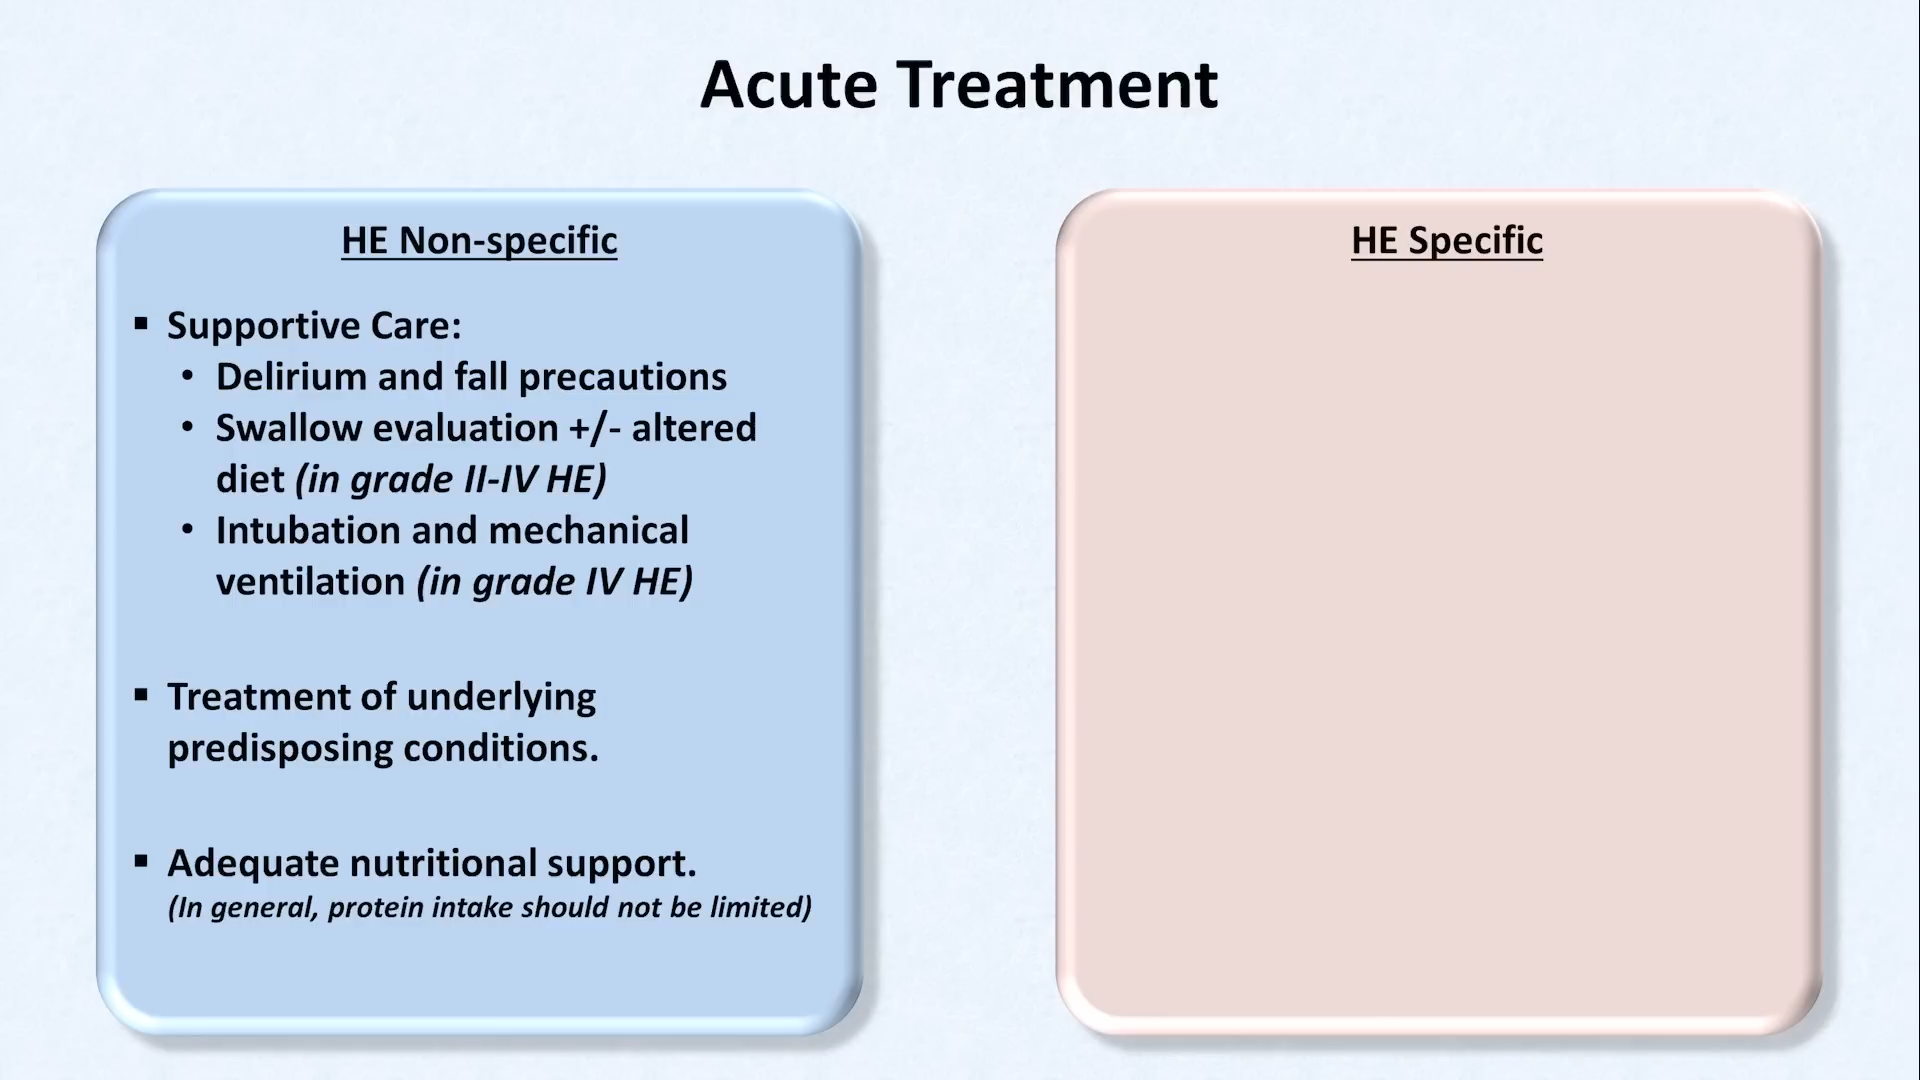 Acute Treatment
HE Non-specific
▪ Supportive Care:
• Delirium and fall precautions
• Swallow evaluation +/- altered
diet (in grade II-IV HE)
• Intubation and mechanical
ventilation (in grade IV HE)
▪ Treatment of underlying
predisposing conditions.
▪ Adequate nutritional support.
(In general, protein intake should not be limited)
HE Specific